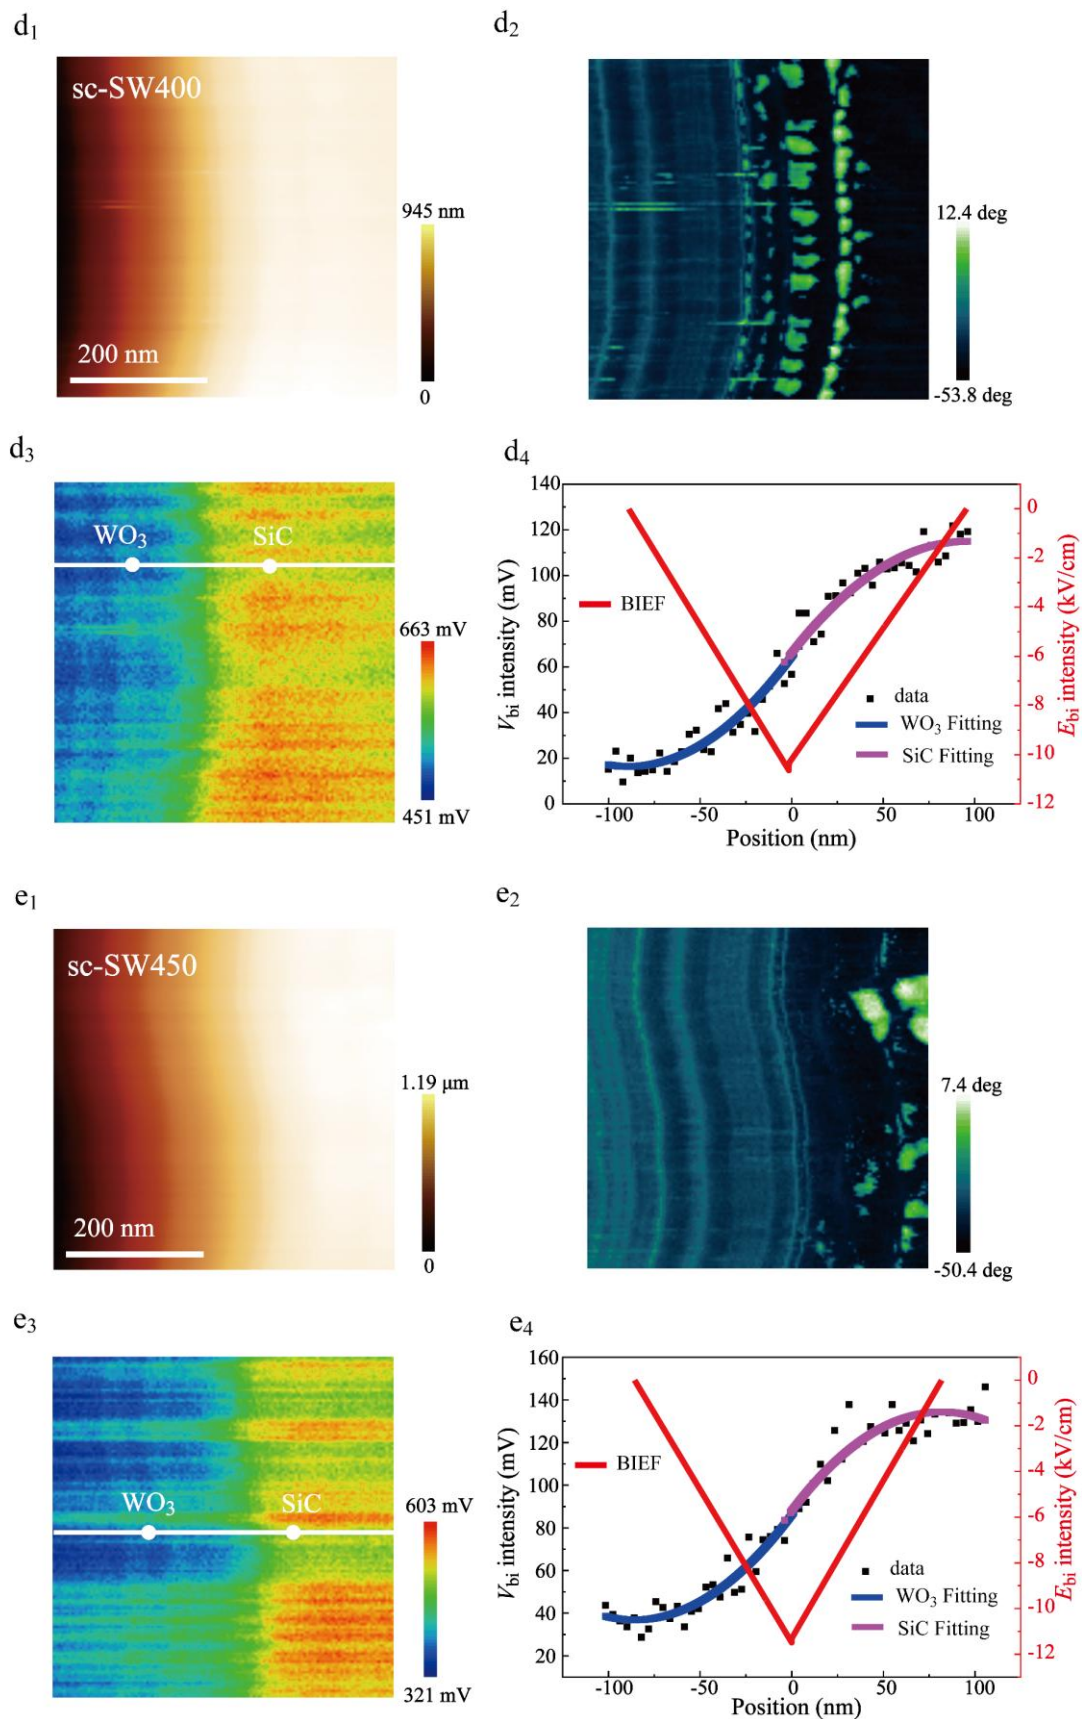 d1
d2
sc-SW400
945 nm
12.4 deg
200 nm
0
-53.8 deg
d3
d4
WO3
SiC
663 mV
451 mV
140
120
100
80
60
40
20
0
Vbi intensity (mV)
BIEF
data
WO3 Fitting
SiC Fitting
0
-2
-4
-6
-8
-10
-12
Ebi intensity (kV/cm)
-100
-50
0
50
100
Position (nm)
e1
e2
sc-SW450
1.19 μm
7.4 deg
200 nm
0
-50.4 deg
e3
e4
WO3
SiC
603 mV
321 mV
160
140
120
100
80
60
40
20
Vbi intensity (mV)
BIEF
data
WO3 Fitting
SiC Fitting
0
-2
-4
-6
-8
-10
-12
Ebi intensity (kV/cm)
-100
-50
0
50
100
Position (nm)